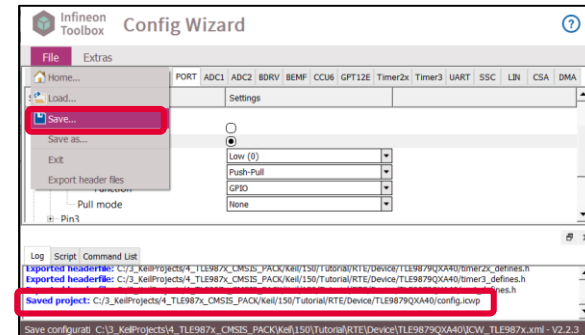 Infineon
Toolbox
Config Wizard
?
File Extras
Home...
PORT ADC1 ADC2 BDRV BEMF CCU6 GPT12E Timer2x Timer3 UART SSC LIN CSA DMA
Load...
Settings
Save...
Save as...
Exit
Low (0)
Push-Pull
Export header files
GPIO
Pull mode
None
Pin3
Log Script Command List
Exported headerfile: C:/3_KeilProjects/4_TLE987x_CMSIS_PACK/Keil/150/Tutorial/RTE/Device/TLE9879QXA40/timer2x_defines.h
Exported headerfile: C:/3_KeilProjects/4_TLE987x_CMSIS_PACK/Keil/150/Tutorial/RTE/Device/TLE9879QXA40/timer3_defines.h
Saved project: C:/3_KeilProjects/4_TLE987x_CMSIS_PACK/Keil/150/Tutorial/RTE/Device/TLE9879QXA40/config.icwp
Save configurati C:\3_KeilProjects\4_TLE987x_CMSIS_PACK\Keil\150\Tutorial\RTE\Device\TLE9879QXA40\ICW_TLE987x.xml - V2.2.3